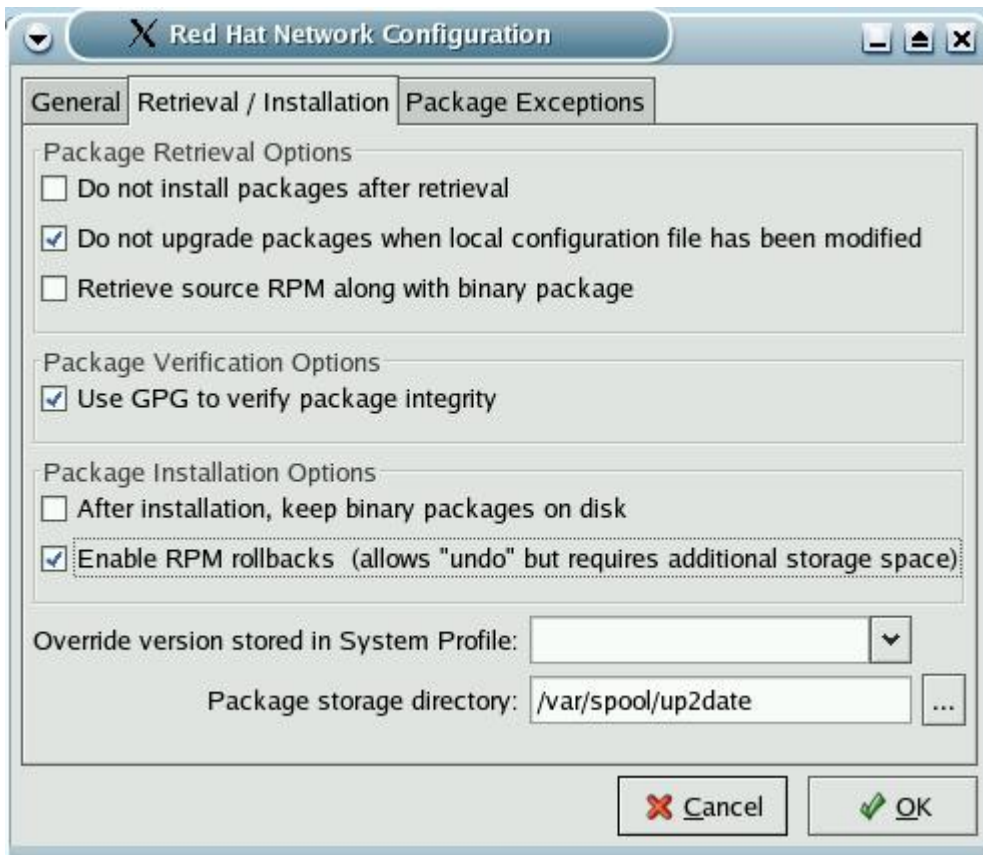 Red Hat Network Configuration
General Retrieval / Installation Package Exceptions
Package Retrieval Options
Do not install packages after retrieval
Do not upgrade packages when local configuration file has been modified
Retrieve source RPM along with binary package
Package Verification Options
Use GPG to verify package integrity
Package Installation Options
After installation, keep binary packages on disk
Enable RPM rollbacks (allows "undo" but requires additional storage space)
Override version stored in System Profile:
Package storage directory: /var/spool/up2date ...
Cancel OK